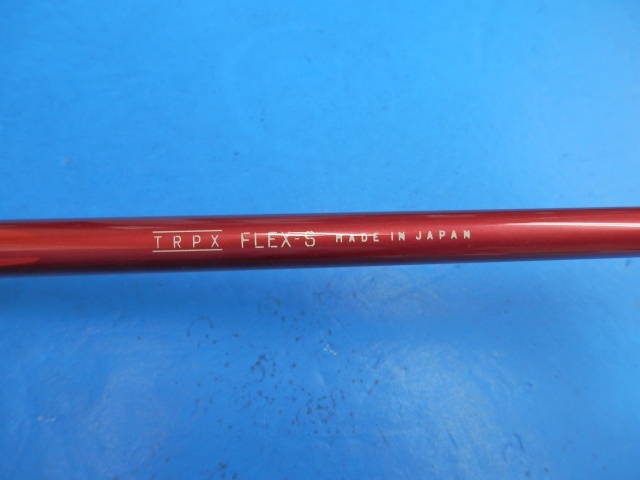 TRPX FLEX-S MADE IN JAPAN